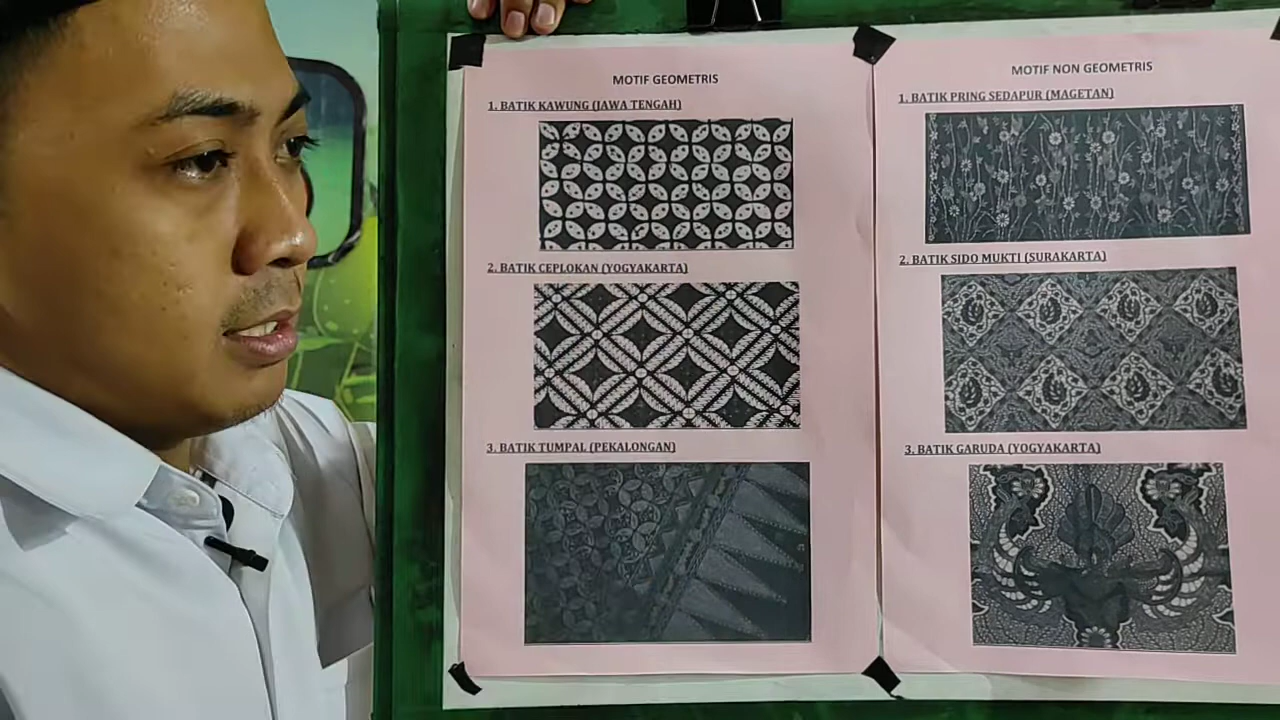 MOTIF GEOMETRIS
1. BATIK KAWUNG (JAWA TENGAH)
2. BATIK CEPLOKAN (YOGYAKARTA)
3. BATIK TUMPAL (PEKALONGAN)
MOTIF NON GEOMETRIS
1. BATIK PRING SEDAPUR (MAGETAN)
2. BATIK SIDO MUKTI (SURAKARTA)
3. BATIK GARUDA (YOGYAKARTA)